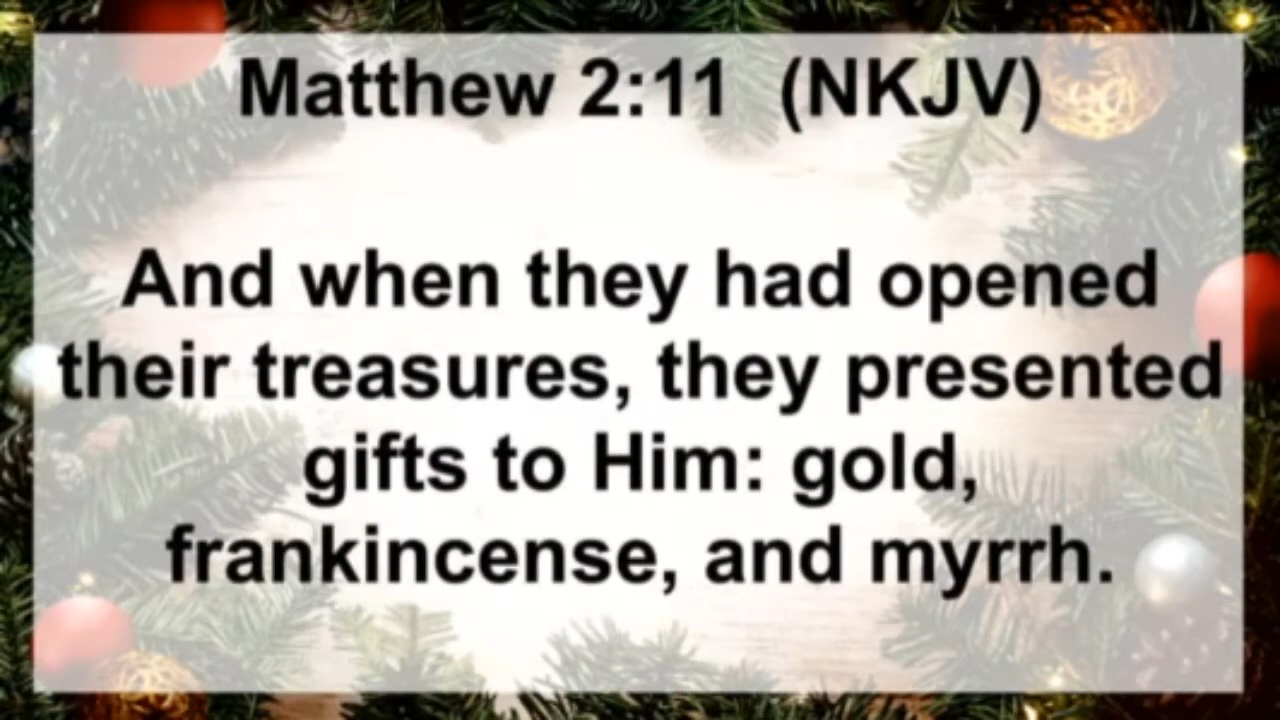 Matthew 2:11 (NKJV)
And when they had opened
their treasures, they presented
gifts to Him: gold,
frankincense, and myrrh.